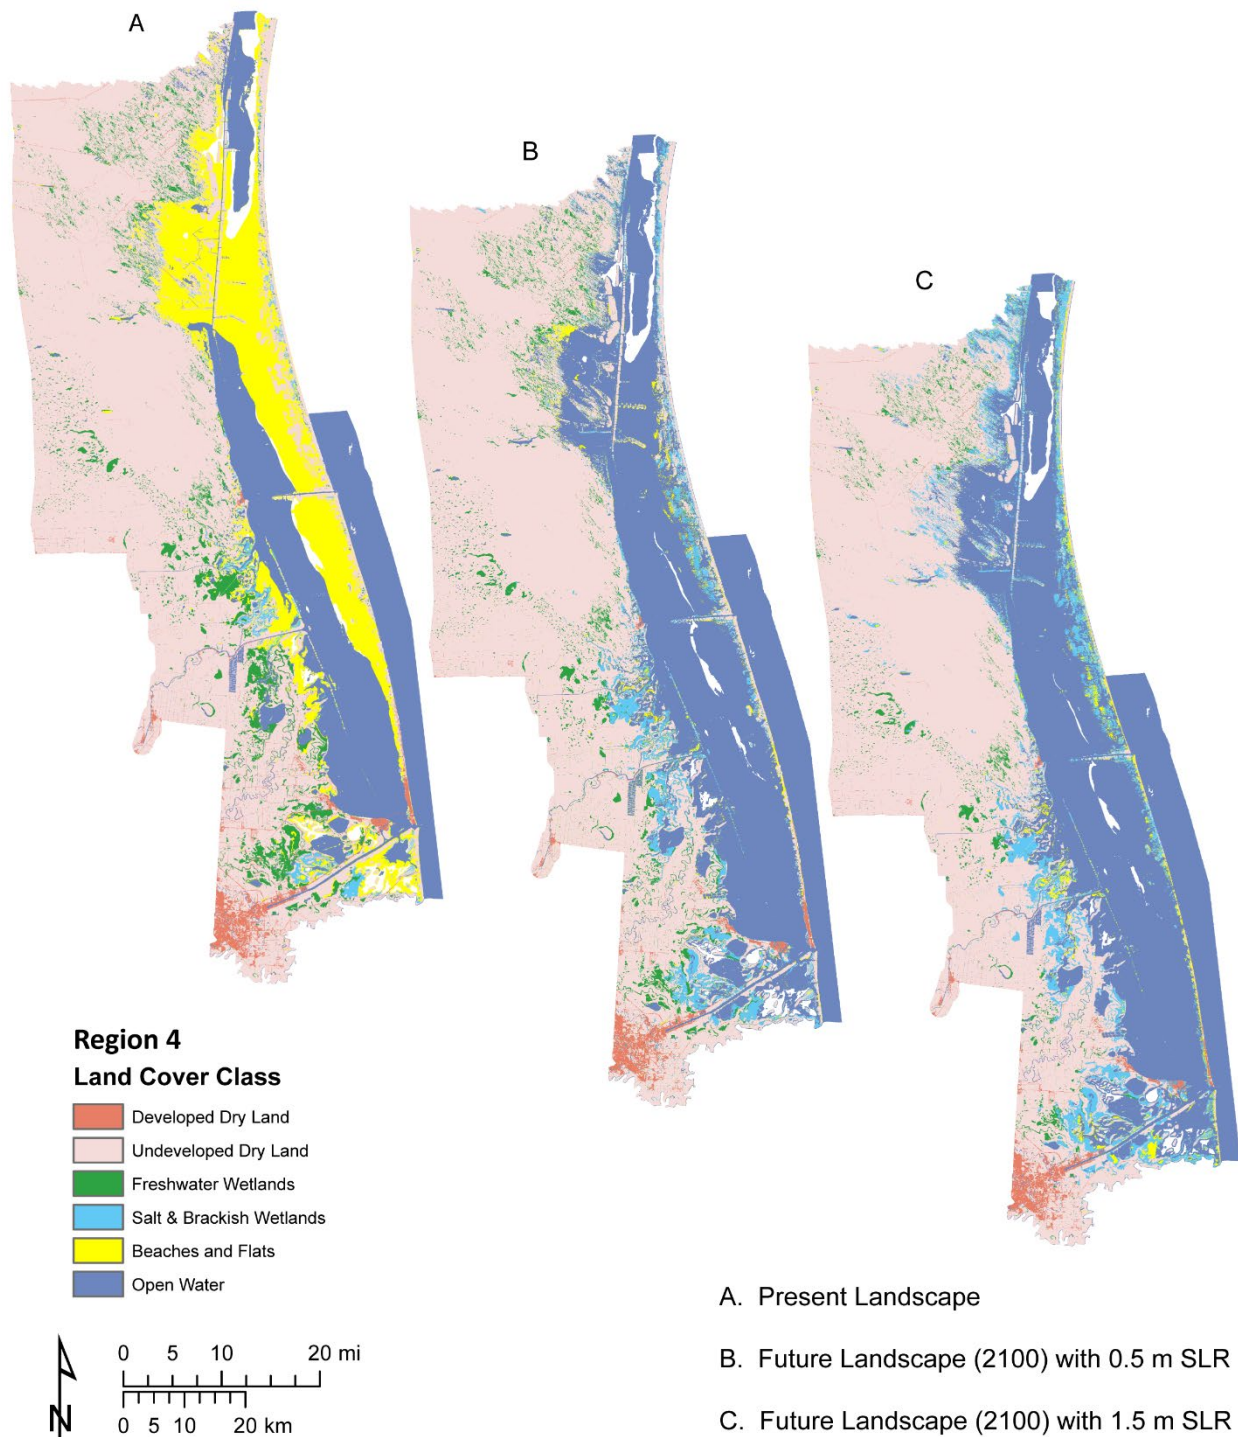 A
B
C
Region 4
Land Cover Class
Developed Dry Land
Undeveloped Dry Land
Freshwater Wetlands
Salt & Brackish Wetlands
Beaches and Flats
Open Water
A. Present Landscape
B. Future Landscape (2100) with 0.5 m SLR
C. Future Landscape (2100) with 1.5 m SLR
N
0 5 10 20 mi
0 5 10 20 km